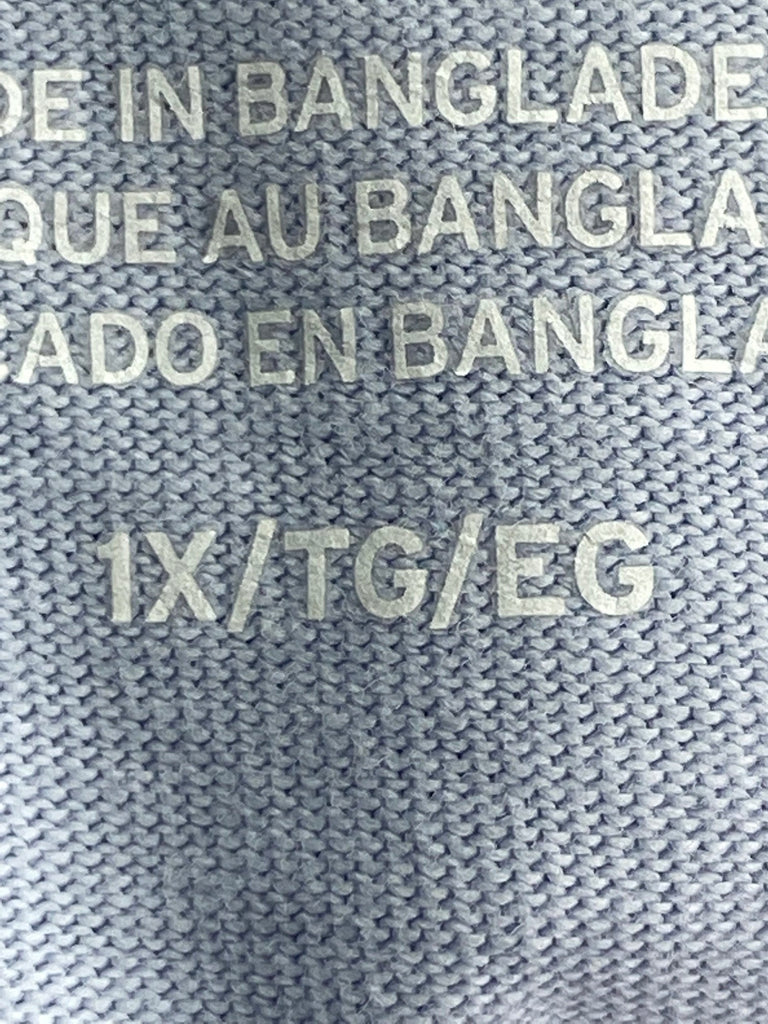 DE IN BANGLADE
QUE AU BANGLA
CADO EN BANGLA
1X/TG/EG